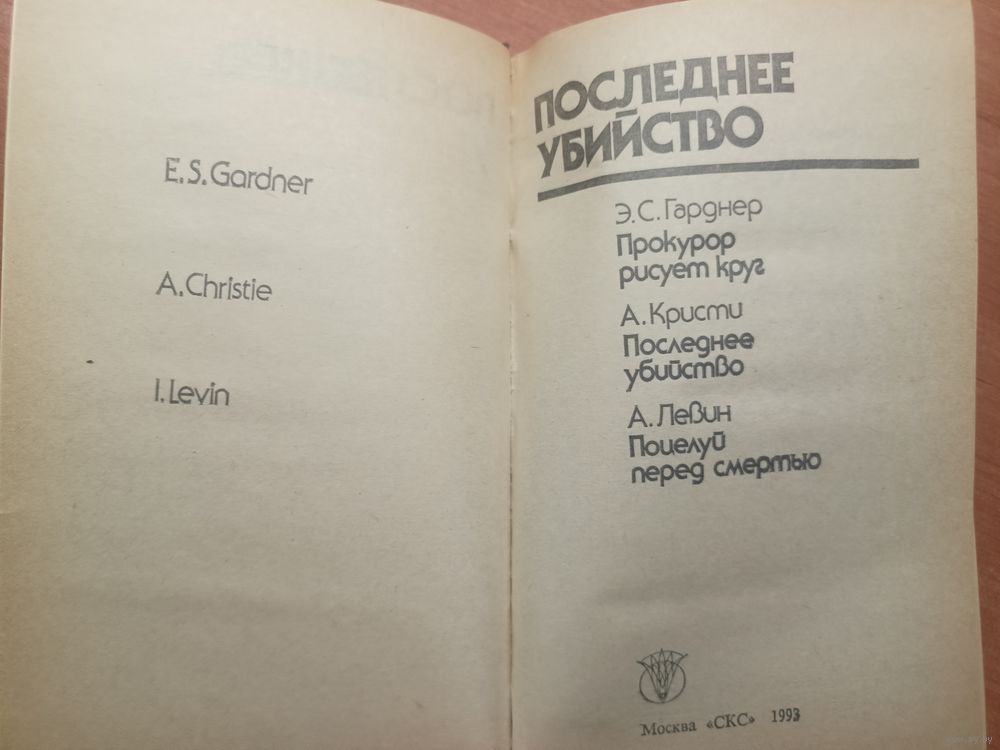 E.S.Gardner
A.Christie
I.Levin
ПОСЛЕДНЕЕ
УБИЙСТВО
Э.С.Гарднер
Прокурор
рисует круг
А.Кристи
Последнее
убийство
А.Левин
Поцелуй
перед смертью
Москва «СКС» 1993